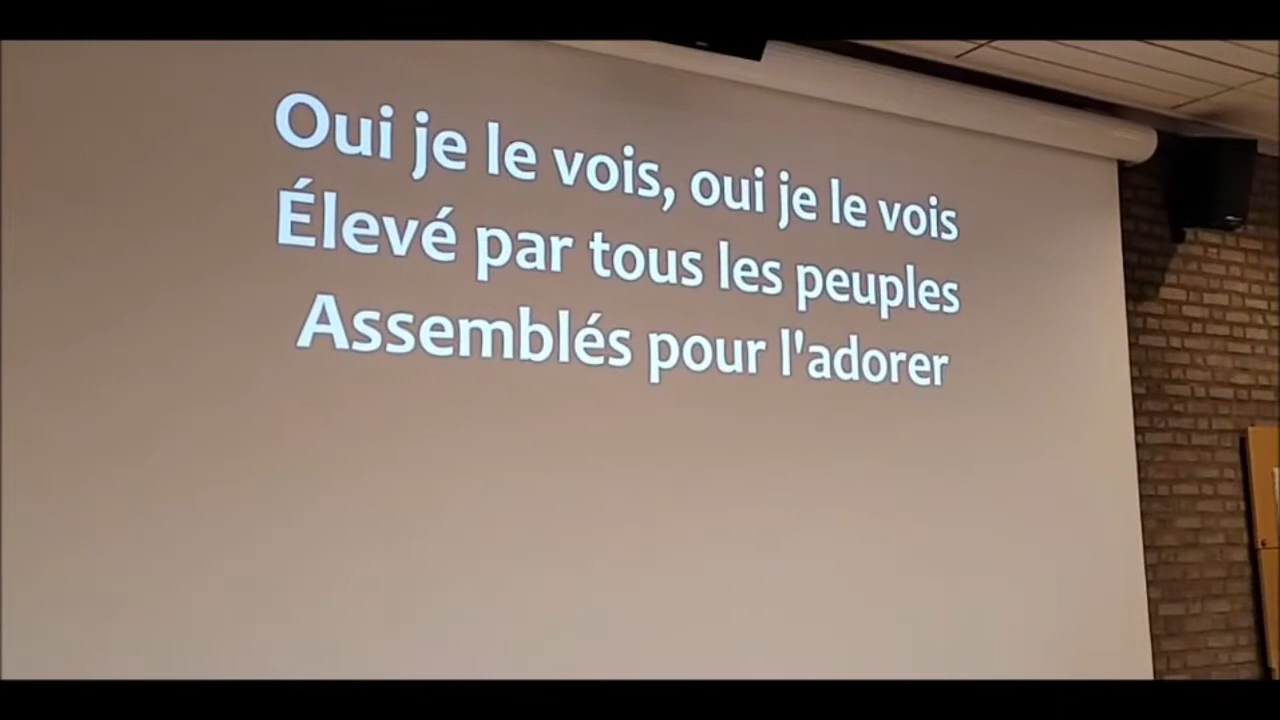 Oui je le vois, oui je le vois
Élevé par tous les peuples
Assemblés pour l'adorer